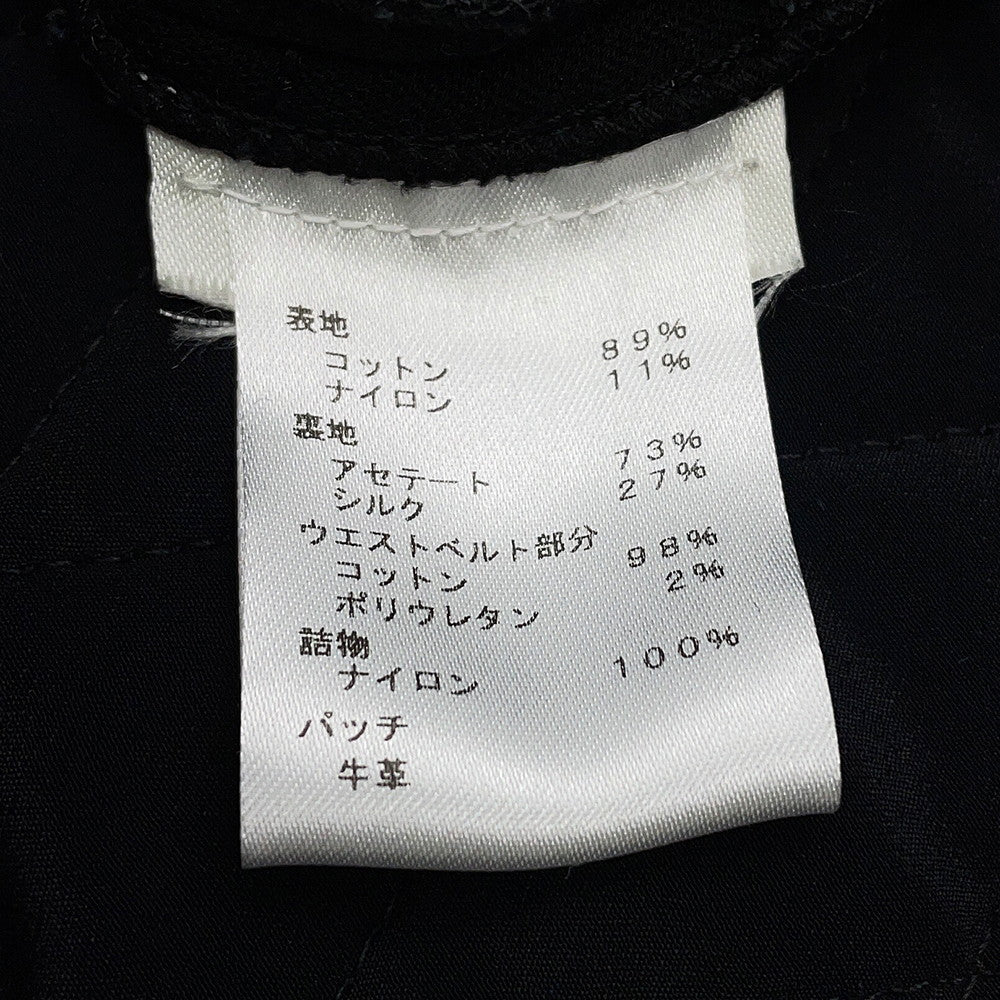 表地
コットン 89%
ナイロン 11%
裏地
アセテート 73%
シルク 27%
ウエストベルト部分
コットン 98%
ポリウレタン 2%
詰物
ナイロン 100%
パッチ
牛革